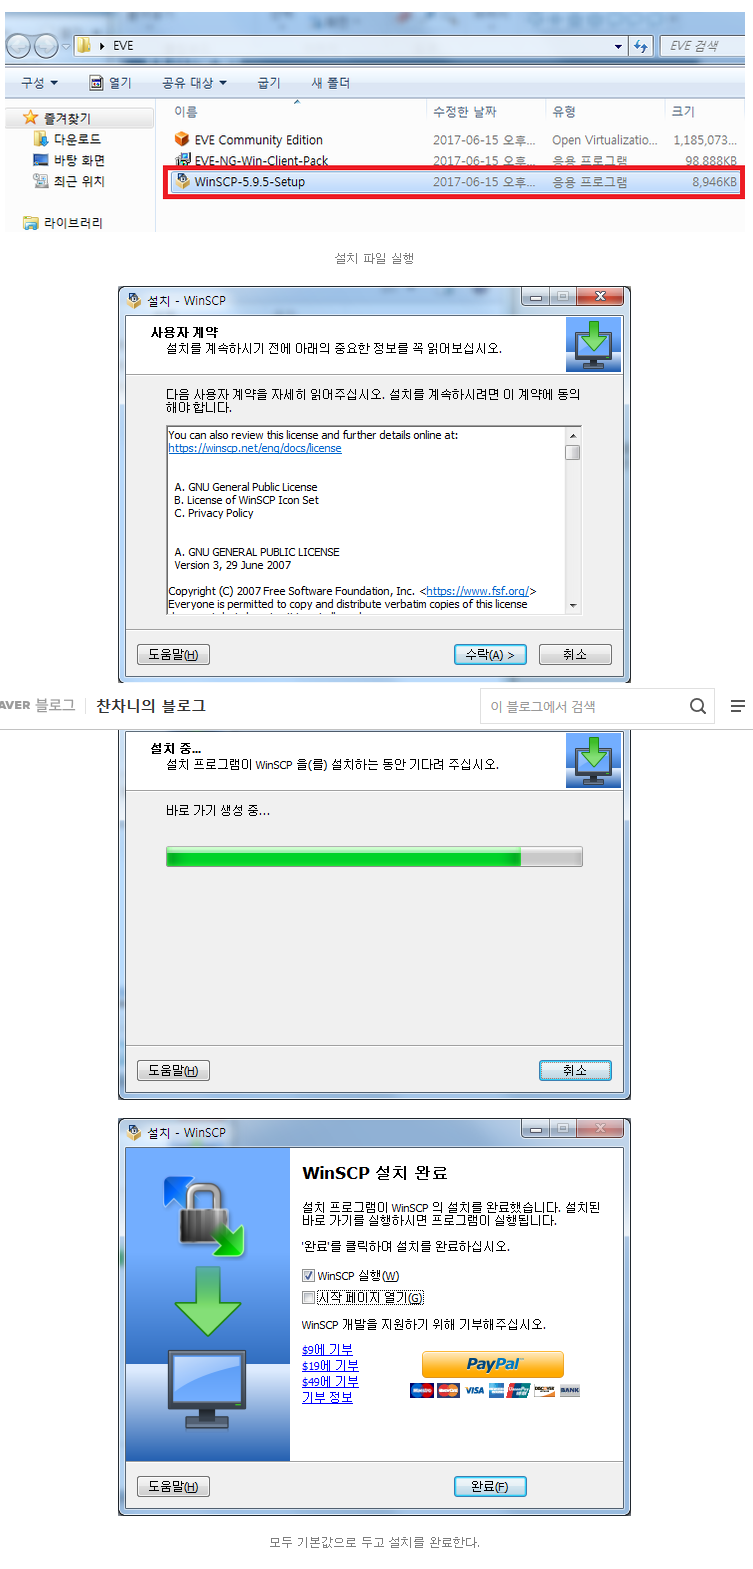 EVE
EVE 검색
구성
열기
공유 대상
굽기
새 폴더
즐겨찾기
다운로드
바탕 화면
최근 위치
라이브러리
이름 수정한 날짜 유형 크기
EVE Community Edition 2017-06-15 오후... Open Virtualizatio... 1,185,073...
EVE-NG-Win-Client-Pack 2017-06-15 오후... 응용 프로그램 98,888KB
WinSCP-5.9.5-Setup 2017-06-15 오후... 응용 프로그램 8,946KB
설치 파일 실행
설치 - WinSCP
사용자 계약
설치를 계속하시기 전에 아래의 중요한 정보를 꼭 읽어보십시오.
다음 사용자 계약을 자세히 읽어주십시오. 설치를 계속하시려면 이 계약에 동의
해야 합니다.
You can also review this license and further details online at:
https://winscp.net/eng/docs/license
A. GNU General Public License
B. License of WinSCP Icon Set
C. Privacy Policy
A. GNU GENERAL PUBLIC LICENSE
Version 3, 29 June 2007
Copyright (C) 2007 Free Software Foundation, Inc. <https://www.fsf.org/>
Everyone is permitted to copy and distribute verbatim copies of this license
도움말(H)
수락(A) >
취소
AVER 블로그
찬차니의 블로그
이 블로그에서 검색
설치 중...
설치 프로그램이 WinSCP 을(를) 설치하는 동안 기다려 주십시오.
바로 가기 생성 중...
도움말(H)
취소
설치 - WinSCP
WinSCP 설치 완료
설치 프로그램이 WinSCP 의 설치를 완료했습니다. 설치된
바로 가기를 실행하시면 프로그램이 실행됩니다.
'완료'를 클릭하여 설치를 완료하십시오.
WinSCP 실행(W)
시작 페이지 열기(G)
WinSCP 개발을 지원하기 위해 기부해주십시오.
$9에 기부
$19에 기부
$49에 기부
기부 정보
PayPal
VISA
BANK
도움말(H)
완료(F)
모두 기본값으로 두고 설치를 완료한다.